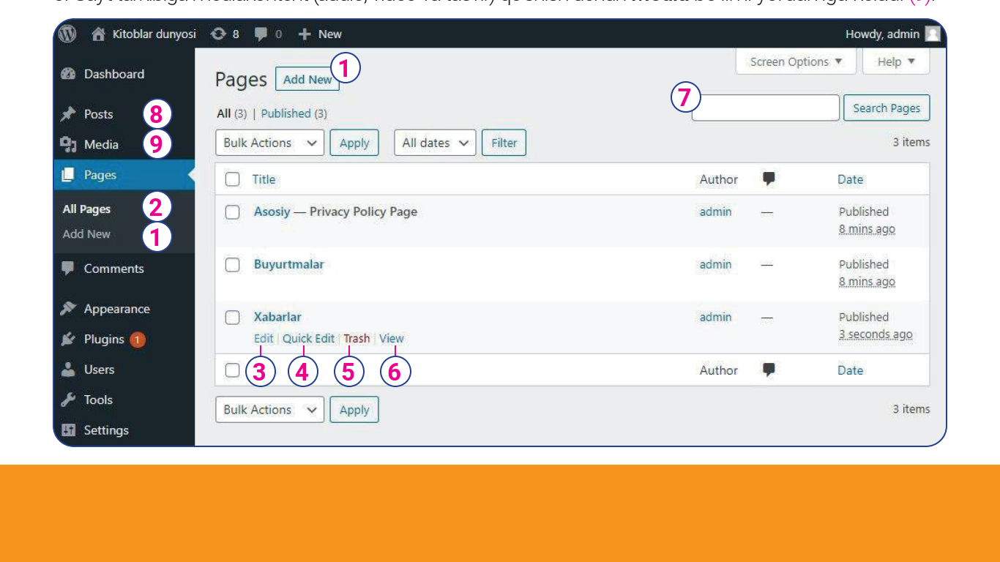 Kitoblar dunyosi 8 0 New Howdy, admin
Dashboard
Posts 8
Media 9
Pages
All Pages 2
Add New 1
Comments
Appearance
Plugins 1
Users
Tools
Settings
Screen Options Help
Pages Add New 1
7 Search Pages
All (3) | Published (3)
Bulk Actions Apply All dates Filter 3 items
Title Author Date
Asosiy — Privacy Policy Page admin — Published
8 mins ago
Buyurtmalar admin — Published
8 mins ago
Xabarlar admin — Published
3 seconds ago
Edit | Quick Edit | Trash | View
3 4 5 6
Author Date
Bulk Actions Apply 3 items